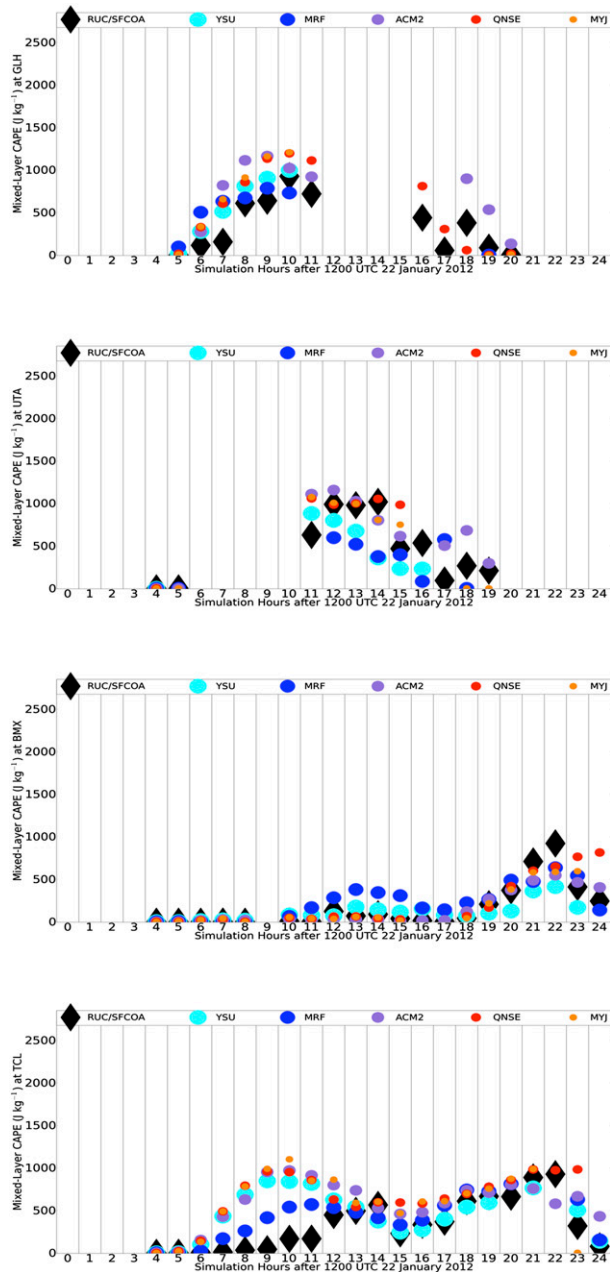 RUC/SFCOA YSU MRF ACM2 QNSE MYJ
Mixed-Layer CAPE (J kg⁻¹) at GLH
2500
2000
1500
1000
500
0
0 1 2 3 4 5 6 7 8 9 10 11 12 13 14 15 16 17 18 19 20 21 22 23 24
Simulation Hours after 1200 UTC 22 January 2012
RUC/SFCOA YSU MRF ACM2 QNSE MYJ
Mixed-Layer CAPE (J kg⁻¹) at UTA
2500
2000
1500
1000
500
0
0 1 2 3 4 5 6 7 8 9 10 11 12 13 14 15 16 17 18 19 20 21 22 23 24
Simulation Hours after 1200 UTC 22 January 2012
RUC/SFCOA YSU MRF ACM2 QNSE MYJ
Mixed-Layer CAPE (J kg⁻¹) at BMX
2500
2000
1500
1000
500
0
0 1 2 3 4 5 6 7 8 9 10 11 12 13 14 15 16 17 18 19 20 21 22 23 24
Simulation Hours after 1200 UTC 22 January 2012
RUC/SFCOA YSU MRF ACM2 QNSE MYJ
Mixed-Layer CAPE (J kg⁻¹) at TCL
2500
2000
1500
1000
500
0
0 1 2 3 4 5 6 7 8 9 10 11 12 13 14 15 16 17 18 19 20 21 22 23 24
Simulation Hours after 1200 UTC 22 January 2012